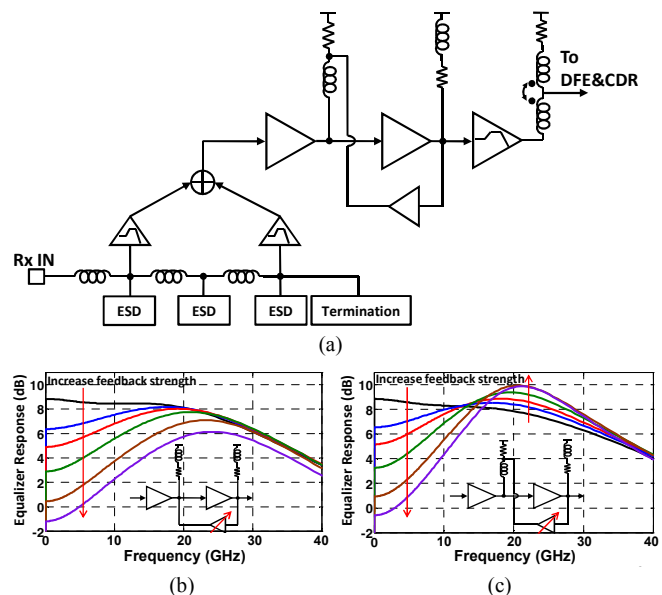 To
DFE&CDR
Rx IN
ESD
ESD
ESD
Termination
(a)
Equalizer Response (dB)
Increase feedback strength
10
8
6
4
2
0
-2
0
10
20
30
40
Frequency (GHz)
(b)
Equalizer Response (dB)
Increase feedback strength
10
8
6
4
2
0
-2
0
10
20
30
40
Frequency (GHz)
(c)